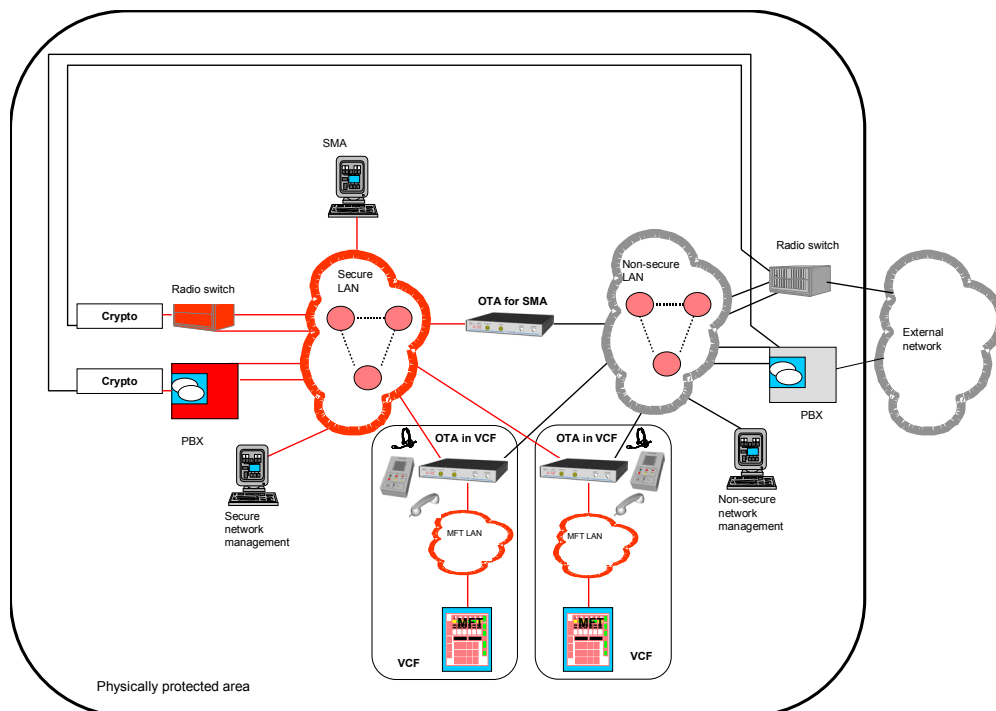 SMA
Radio switch
Secure
LAN
Non-secure
LAN
Radio switch
OTA for SMA
Crypto
External
network
Crypto
PBX
PBX
OTA in VCF
OTA in VCF
Secure
network
management
Non-secure
network
management
MFT LAN
MFT LAN
MFT
MFT
VCF
VCF
Physically protected area